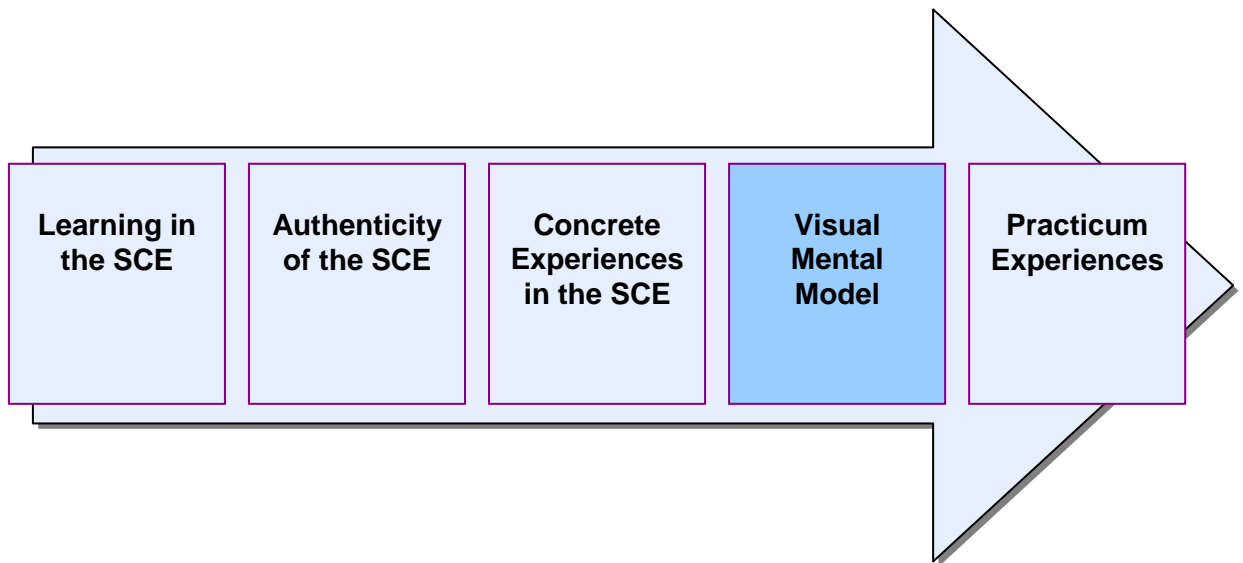 Learning in
the SCE
Authenticity
of the SCE
Concrete
Experiences
in the SCE
Visual
Mental
Model
Practicum
Experiences